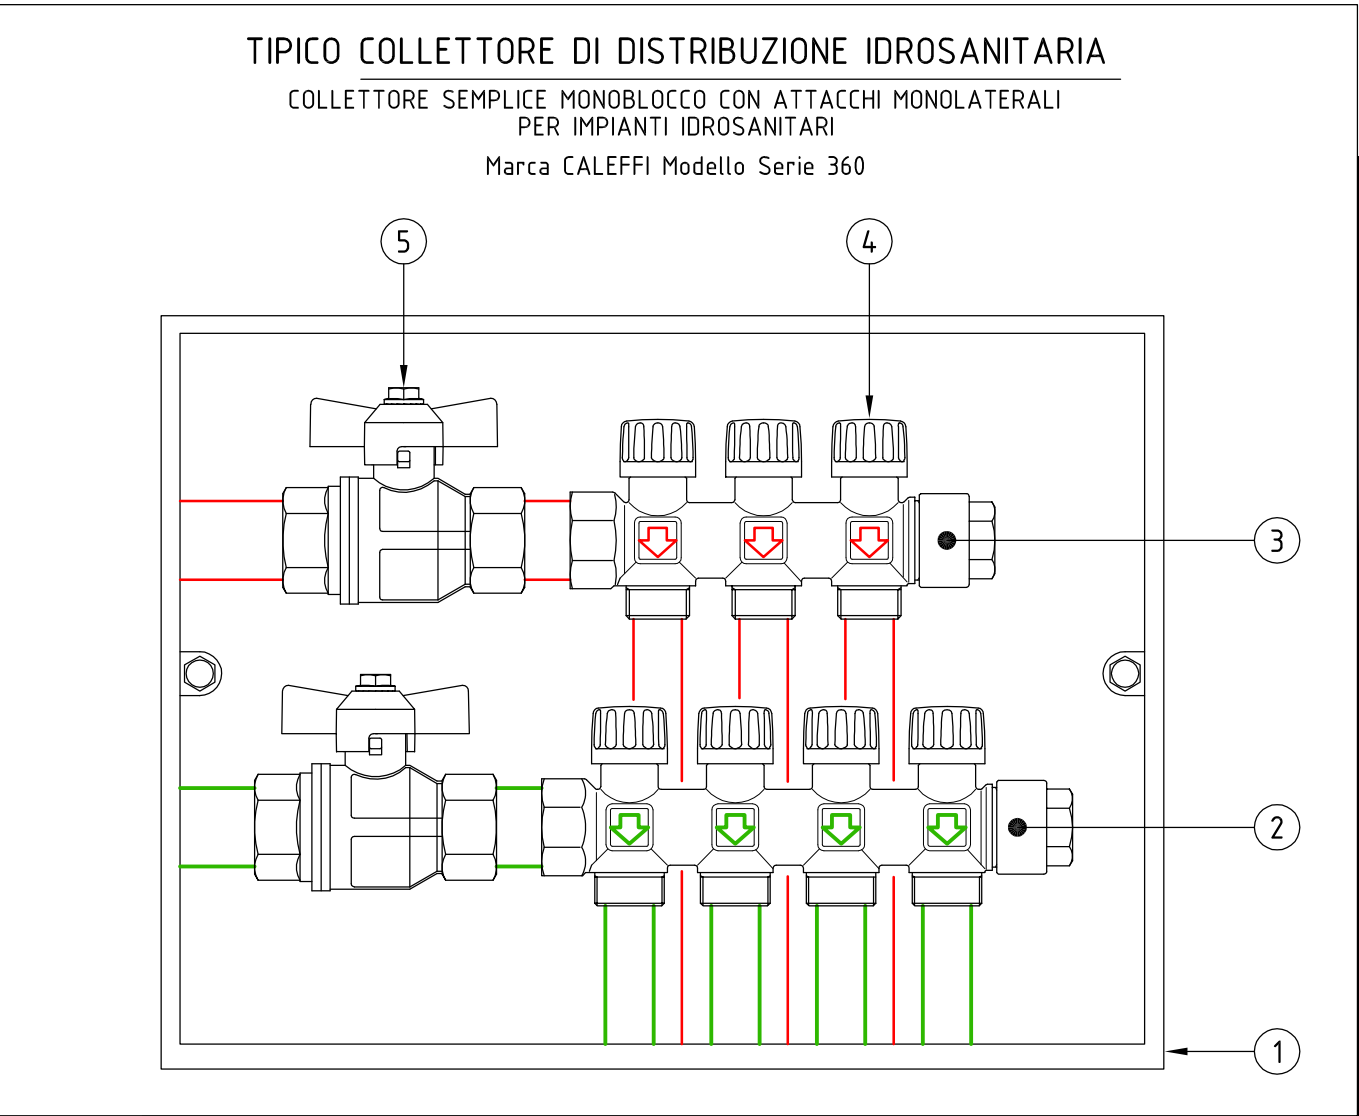 TIPICO COLLETTORE DI DISTRIBUZIONE IDROSANITARIA
COLLETTORE SEMPLICE MONOBLOCCO CON ATTACCHI MONOLATERALI
PER IMPIANTI IDROSANITARI
Marca CALEFFI Modello Serie 360
5
4
3
2
1